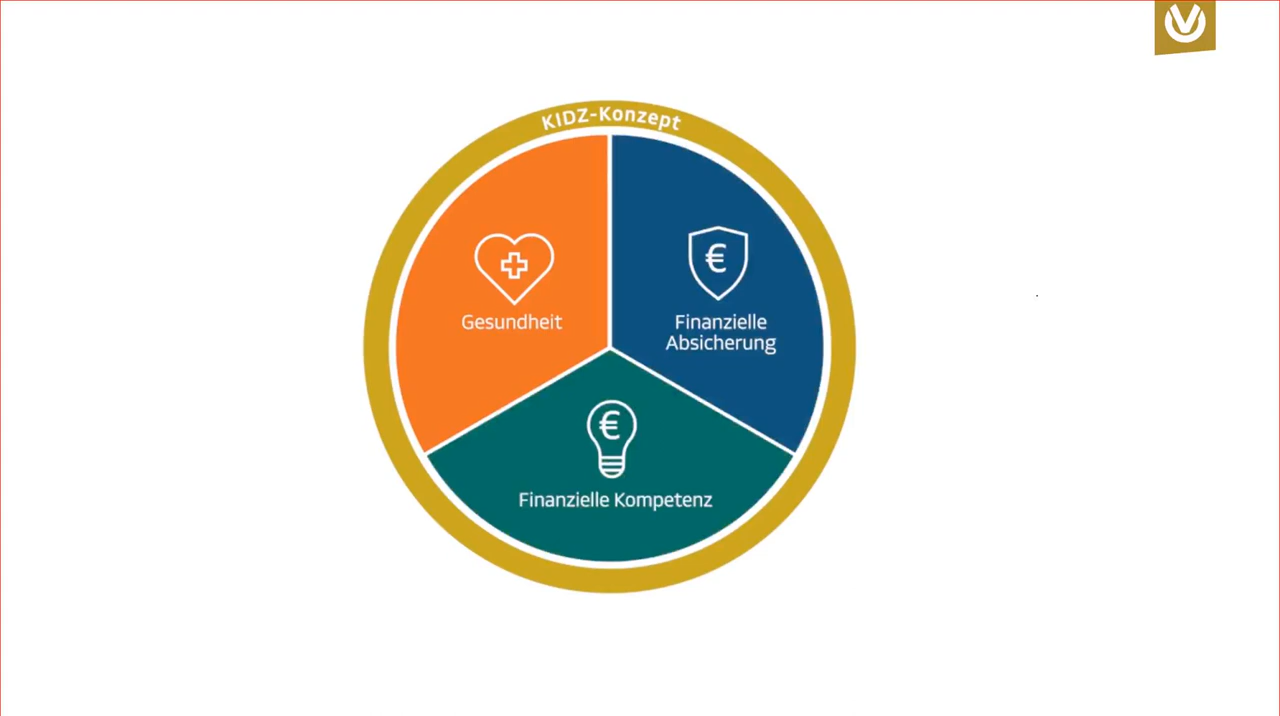 KIDZ-Konzept
Gesundheit
Finanzielle
Absicherung
Finanzielle Kompetenz